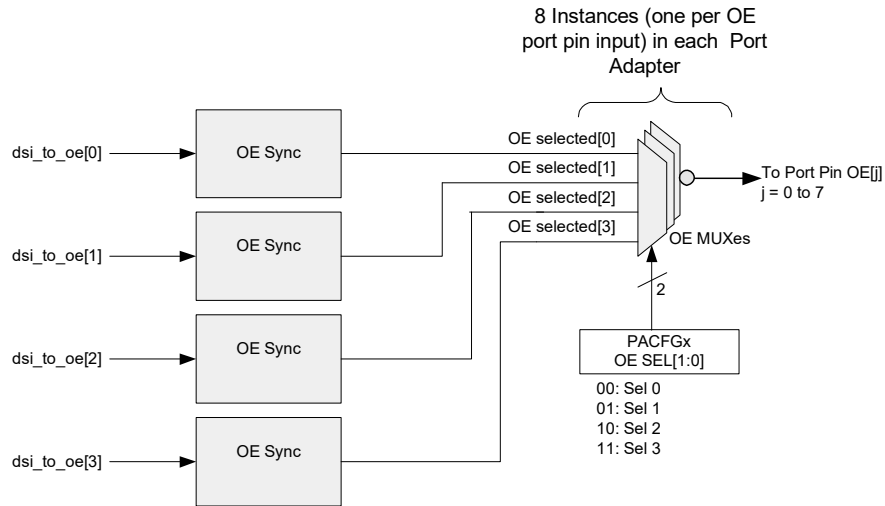 8 Instances (one per OE
port pin input) in each Port
Adapter
dsi_to_oe[0]
OE Sync
OE selected[0]
OE selected[1]
OE selected[2]
OE selected[3]
To Port Pin OE[j]
j = 0 to 7
OE MUXes
dsi_to_oe[1]
OE Sync
2
dsi_to_oe[2]
OE Sync
PACFGx
OE SEL[1:0]
00: Sel 0
01: Sel 1
10: Sel 2
11: Sel 3
dsi_to_oe[3]
OE Sync